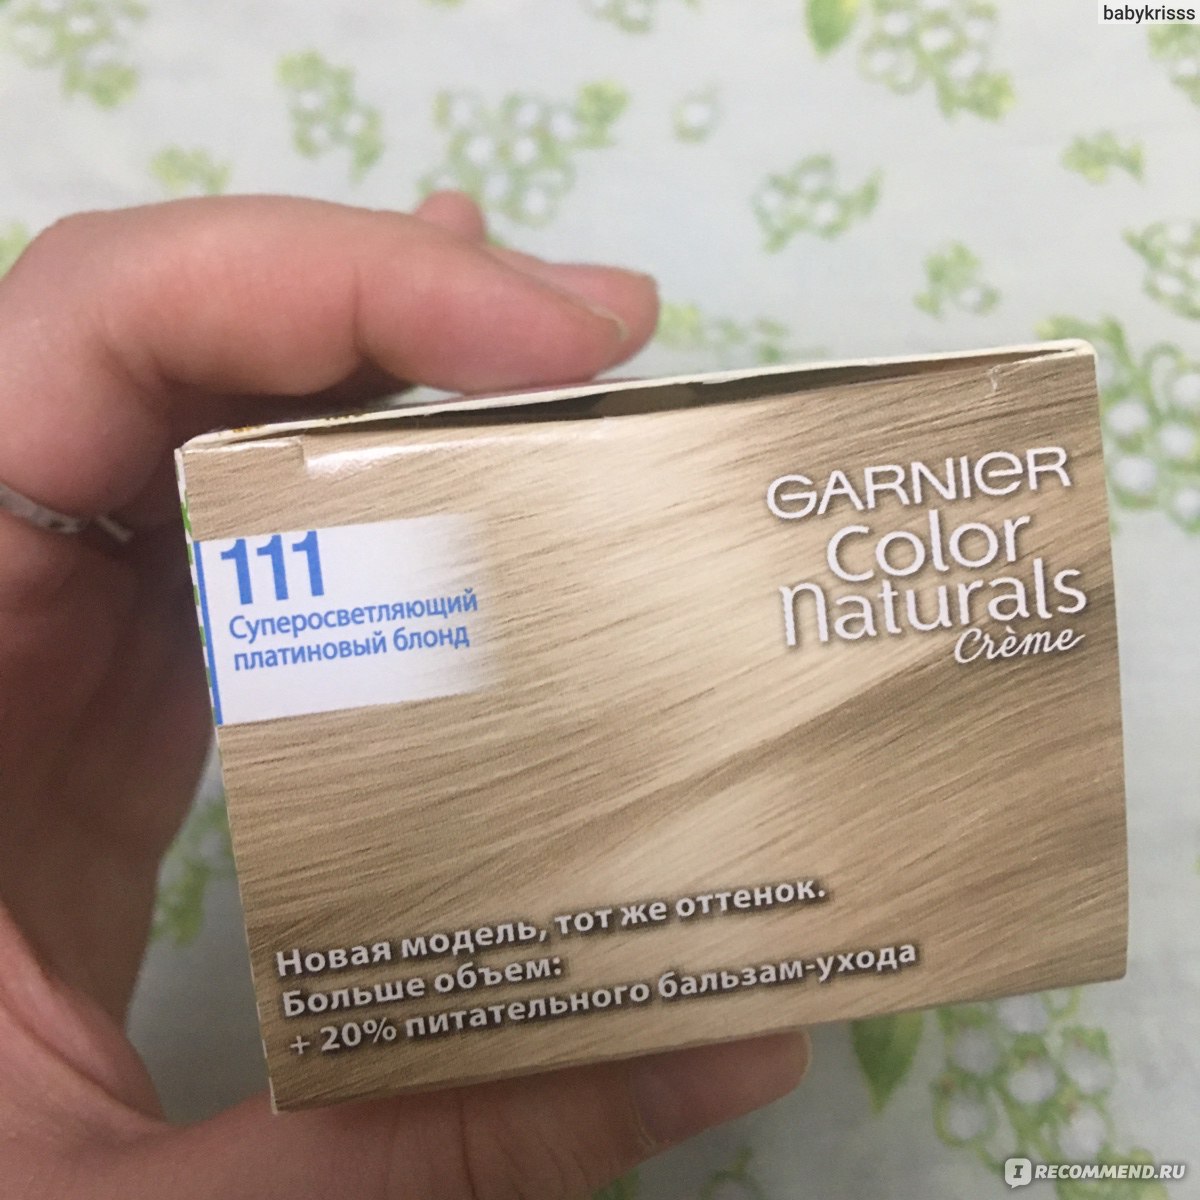 babykrisss
GARNIER
Color
naturals
Crème
111
Суперосветляющий
платиновый блонд
Новая модель, тот же оттенок.
Больше объем:
+ 20% питательного бальзам-ухода
I RECOMMEND.RU